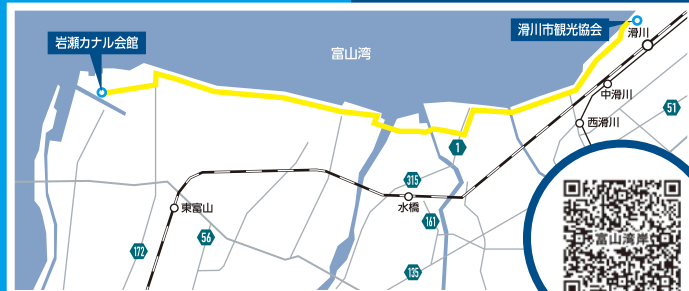 滑川市観光協会
滑川
岩瀬カナル会館
富山湾
中滑川
51
西滑川
1
315
水橋
東富山
161
56
172
135
富山湾岸